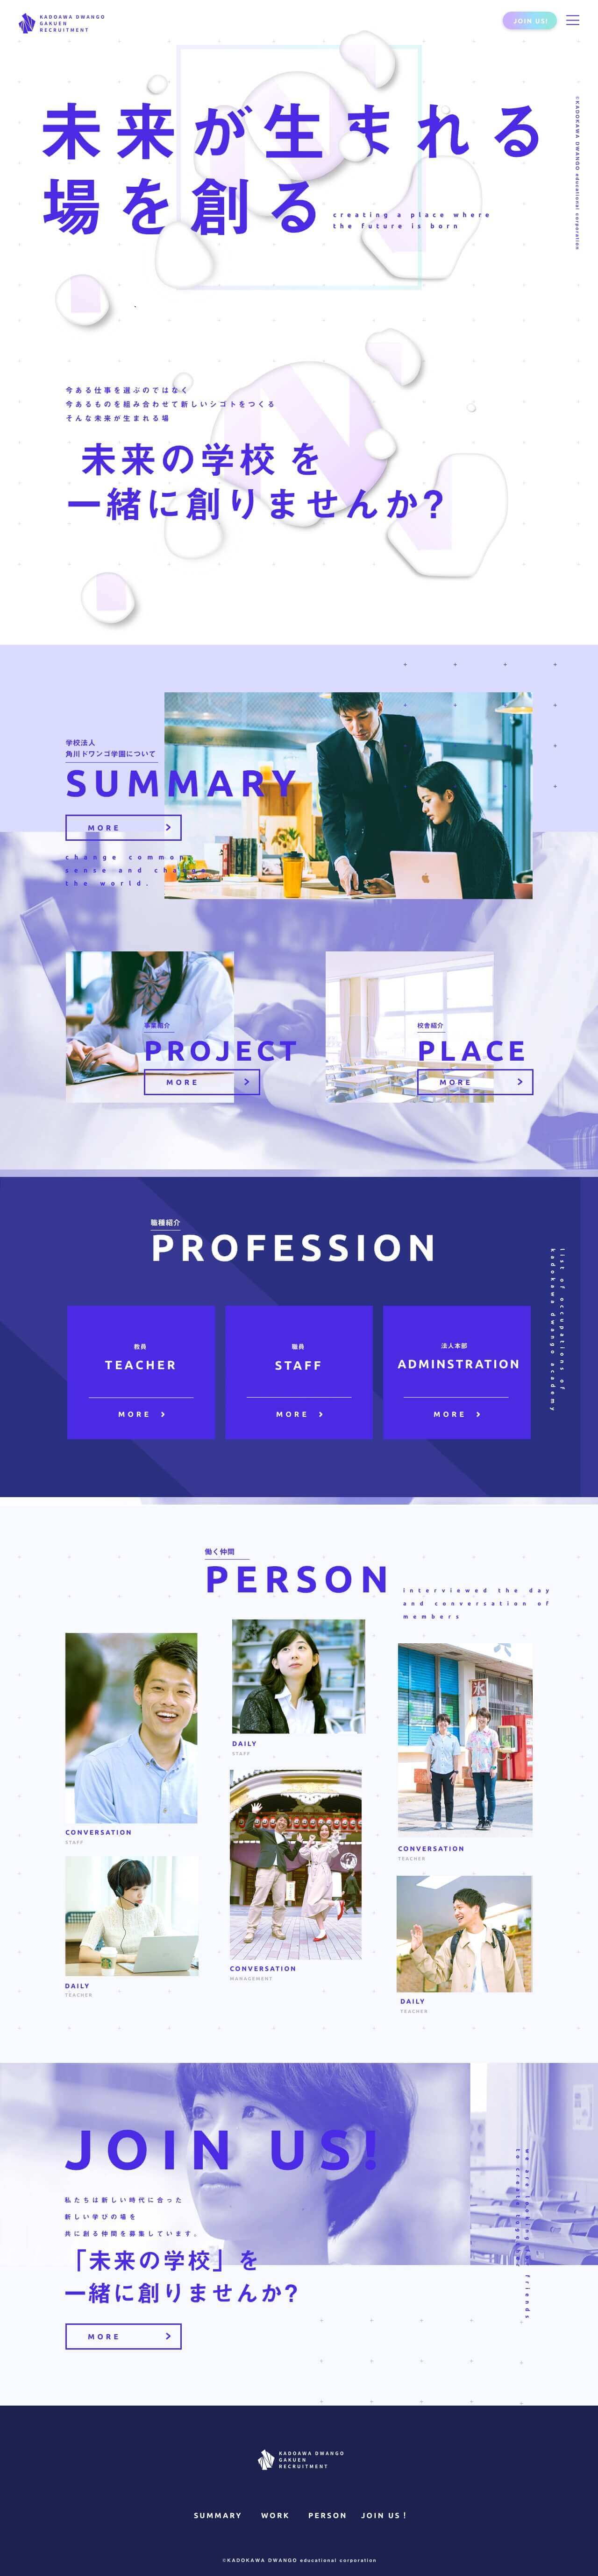 KADOAWA DWANGO
GAKUEN
RECRUITMENT
JOIN US!
©KADOKAWA DWANGO educational corporation
未来が生まれる
場を創る
creating a place where
the future is born
今ある仕事を選ぶのではなく
今あるものを組み合わせて新しいシゴトをつくる
そんな未来が生まれる場
未来の学校 を
一緒に創りませんか?
学校法人
角川ドワンゴ学園について
SUMMARY
MORE
change common
sense and change
the world.
事業紹介
PROJECT
MORE
校舎紹介
PLACE
MORE
職種紹介
PROFESSION
list of occupations of
kadokawa dwango academy
教員
TEACHER
MORE
職員
STAFF
MORE
法人本部
ADMINSTRATION
MORE
働く仲間
PERSON
interviewed the day
and conversation of
members
CONVERSATION
STAFF
DAILY
STAFF
氷
CONVERSATION
TEACHER
DAILY
TEACHER
CONVERSATION
MANAGEMENT
DAILY
TEACHER
JOIN US!
私たちは新しい時代に合った
新しい学びの場を
共に創る仲間を募集しています。
「未来の学校」を
一緒に創りませんか?
MORE
we are looking for friends
KADOAWA DWANGO
GAKUEN
RECRUITMENT
SUMMARY
WORK
PERSON
JOIN US !
©KADOKAWA DWANGO educational corporation